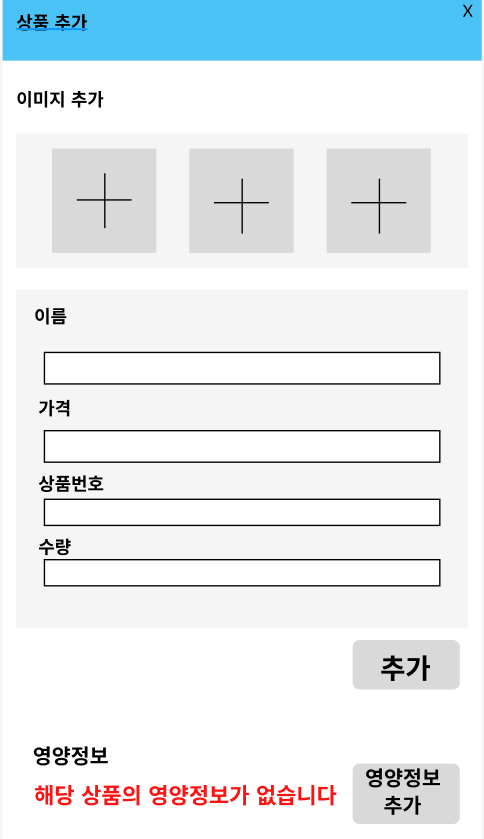 상품 추가
X
이미지 추가
이름
가격
상품번호
수량
추가
영양정보
해당 상품의 영양정보가 없습니다
영양정보
추가